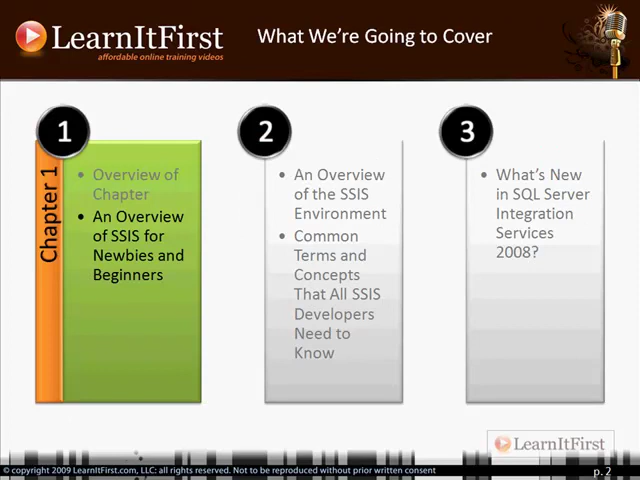 LearnItFirst
affordable online training videos
What We're Going to Cover
1
Chapter 1
• Overview of
Chapter
• An Overview
of SSIS for
Newbies and
Beginners
2
• An Overview
of the SSIS
Environment
• Common
Terms and
Concepts
That All SSIS
Developers
Need to
Know
3
• What's New
in SQL Server
Integration
Services
2008?
LearnItFirst
© copyright 2009 LearnItFirst.com, LLC: all rights reserved. Not to be reproduced without prior written consent
p. 2